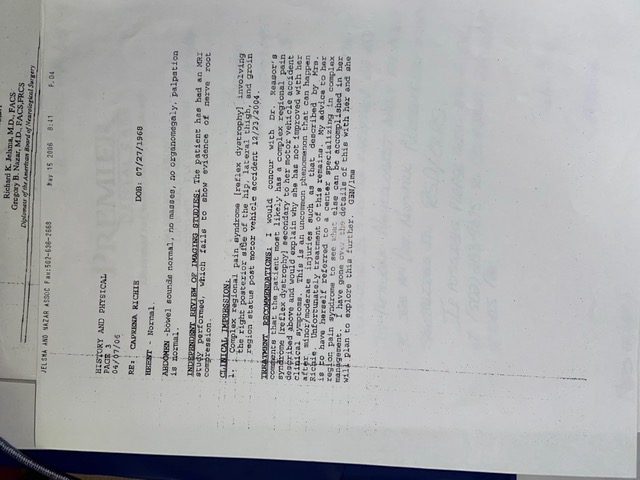 Richard K. Jelsma, M.D., FACS
Gregory B. Nazar, M.D., FACS,FRCS
Diplomats of the American Board of Neurological Surgery
JELSMA AND NAZAR ASSOC Fax:502-636-2668 May 15 2006 8:41 P.04
PREMIER
HISTORY AND PHYSICAL
PAGE 3
04/07/06
RE: CAPRENA RICHIE DOB: 07/27/1968
HEENT - Normal.
ABDOMEN -bowel sounds normal, no masses, no organomegaly, palpation
is normal.
INDEPENDENT REVIEW OF IMAGING STUDIES: The patient has had an MRI
study performed, which fails to show evidence of nerve root
compression.
CLINICAL IMPRESSION:
1. Complex regional pain syndrome [reflex dystrophy] involving
the right posterior side of the hip, lateral thigh, and groin
region status post motor vehicle accident 12/23/2004.
TREATMENT RECOMMENDATIONS: I would concur with Dr. Reasor's
comments that the patient most likely has a complex regional pain
syndrome [reflex dystrophy] secondary to her motor vehicle accident
described above and would explain why she has not improved with her
clinical symptoms. This is an uncommon phenomenon that can happen
after minor/moderate injuries such as that described by Mrs.
Richie. Unfortunately treatment of this remains. My advice to her
is to have herself referred to a center specializing in complex
region pain syndrome to see what else can be accomplished in her
management. I have gone over the details of this with her and she
will plan to explore this further. GBN/lms